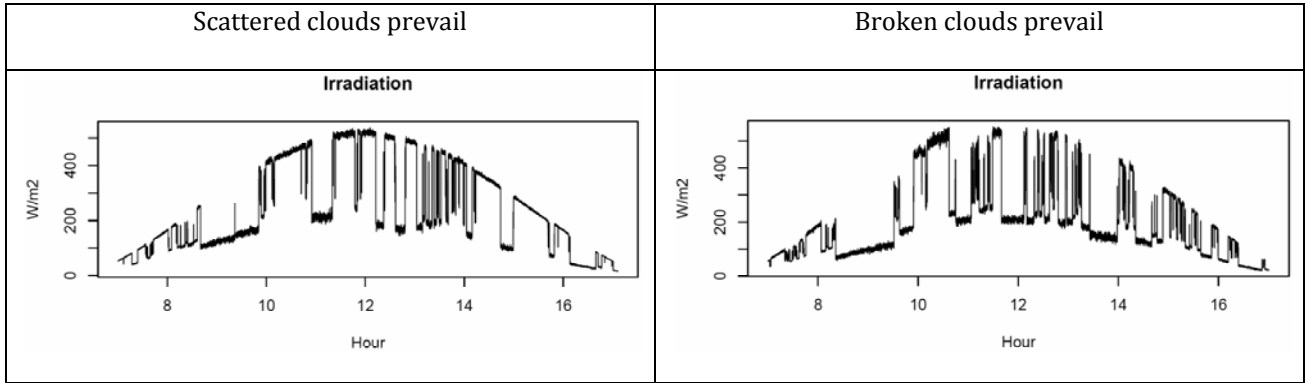 Scattered clouds prevail
Broken clouds prevail
Irradiation
W/m2
0
200
400
8
10
12
14
16
Hour
Irradiation
W/m2
0
200
400
8
10
12
14
16
Hour